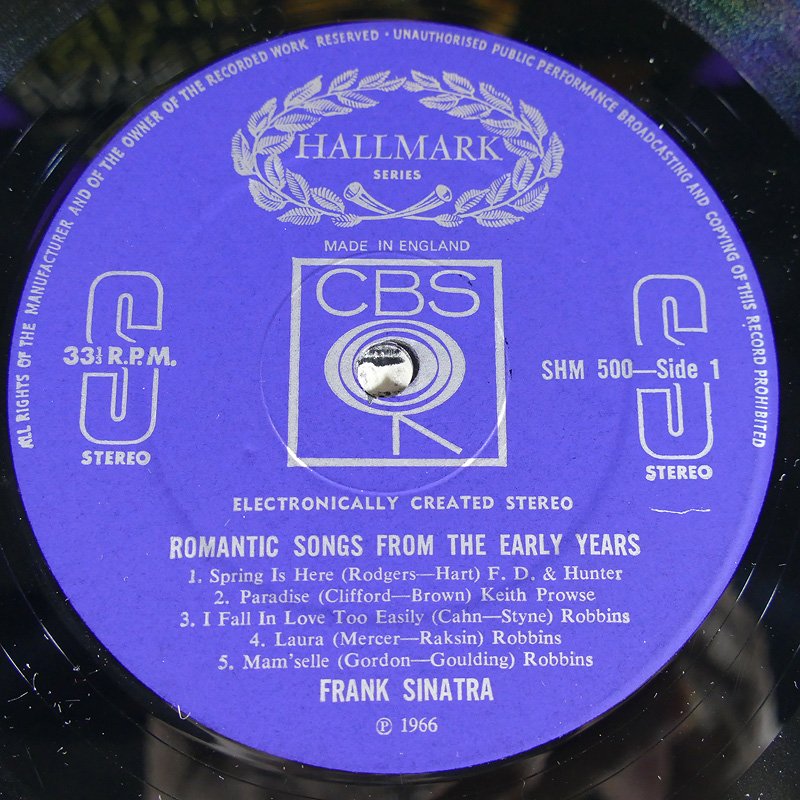 ALL RIGHTS OF THE MANUFACTURER AND OF THE OWNER OF THE RECORDED WORK RESERVED · UNAUTHORISED PUBLIC PERFORMANCE BROADCASTING AND COPYING OF THIS RECORD PROHIBITED
HALLMARK
SERIES
MADE IN ENGLAND
CBS
S
33⅓ R.P.M.
STEREO
SHM 500—Side 1
S
STEREO
ELECTRONICALLY CREATED STEREO
ROMANTIC SONGS FROM THE EARLY YEARS
1. Spring Is Here (Rodgers—Hart) F. D. & Hunter
2. Paradise (Clifford—Brown) Keith Prowse
3. I Fall In Love Too Easily (Cahn—Styne) Robbins
4. Laura (Mercer—Raksin) Robbins
5. Mam'selle (Gordon—Goulding) Robbins
FRANK SINATRA
℗ 1966